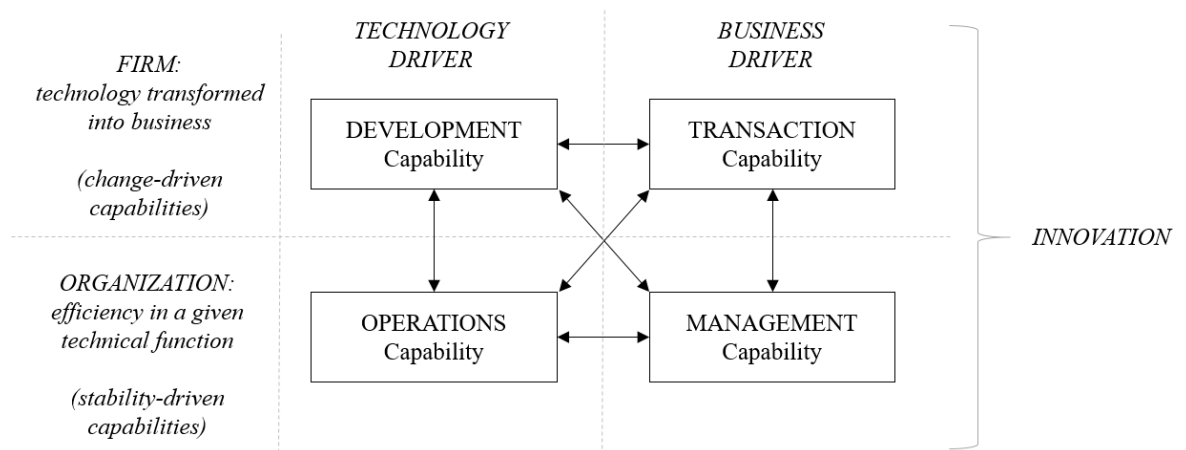 TECHNOLOGY
DRIVER
BUSINESS
DRIVER
FIRM:
technology transformed
into business
(change-driven
capabilities)
DEVELOPMENT
Capability
TRANSACTION
Capability
INNOVATION
ORGANIZATION:
efficiency in a given
technical function
(stability-driven
capabilities)
OPERATIONS
Capability
MANAGEMENT
Capability